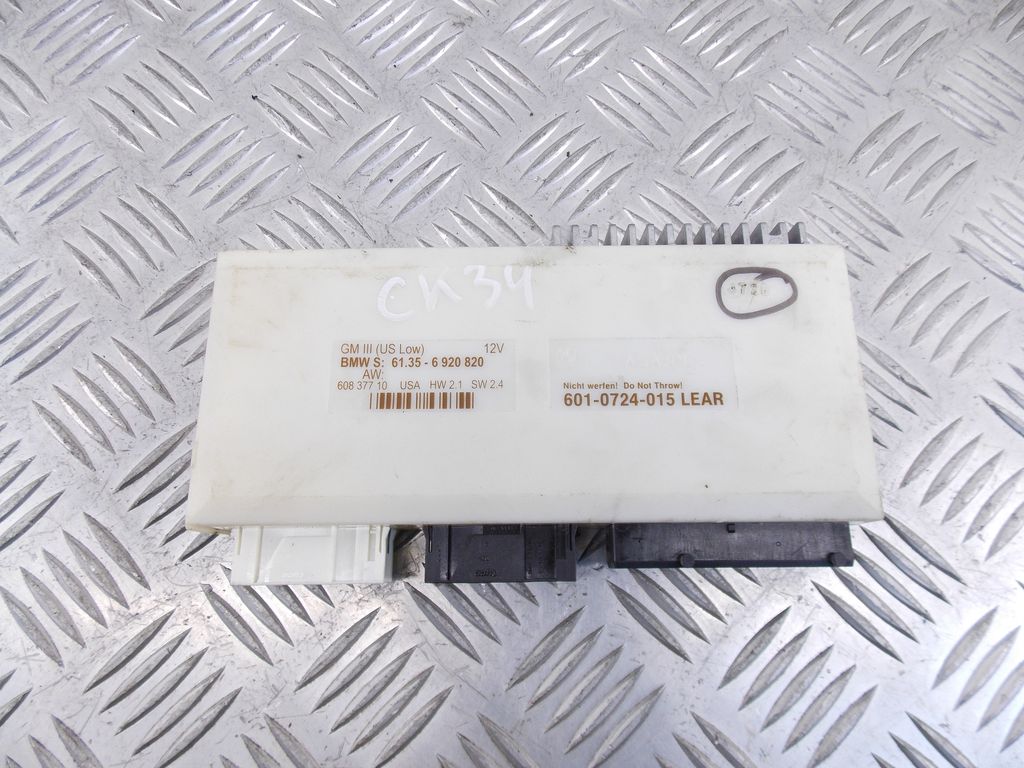 CK34
GM III (US Low) 12V
BMW S: 61.35 - 6 920 820
AW:
608 377 10 USA HW 2.1 SW 2.4
Nicht werfen! Do Not Throw!
601-0724-015 LEAR